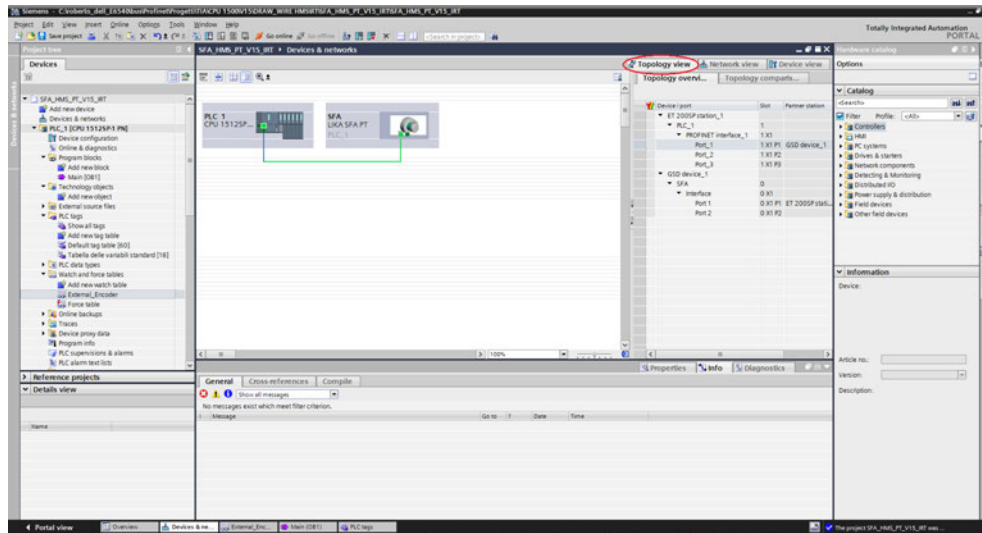 Siemens - C:\roberto_dell_E6540\bus\Profinet\Progetti\TIA\CPU 1500\V15\DRAW_WIRE HMS\IRT\SFA_HMS_PT_V15_IRT\SFA_HMS_PT_V15_IRT
Project Edit View Insert Online Options Tools Window Help
Totally Integrated Automation
PORTAL
Save project
Go online Go offline
<Search in project>
Project tree
SFA_HMS_PT_V15_IRT Devices & networks
Hardware catalog
Devices
Topology view Network view Device view
Options
Topology overvi... Topology comparis...
Devices & networks
SFA_HMS_PT_V15_IRT
Add new device
Devices & networks
PLC_1 [CPU 1512SP-1 PN]
Device configuration
Online & diagnostics
Program blocks
Add new block
Main [OB1]
Technology objects
Add new object
External source files
PLC tags
Show all tags
Add new tag table
Default tag table [60]
Tabella delle variabili standard [18]
PLC data types
Watch and force tables
Add new watch table
External_Encoder
Force table
Online backups
Traces
Device proxy data
Program info
PLC supervisions & alarms
PLC alarm text lists
Reference projects
Details view
Name
PLC_1
CPU 1512SP...
SFA
LIKA SFA PT
PLC_1
100%
Device / port Slot Partner station
ET 200SP station_1
PLC_1 1
PROFINET interface_1 1 X1
Port_1 1 X1 P1 GSD device_1
Port_2 1 X1 P2
Port_3 1 X1 P3
GSD device_1
SFA 0
Interface 0 X1
Port 1 0 X1 P1 ET 200SP stati...
Port 2 0 X1 P2
Catalog
<Search>
Filter Profile: <All>
Controllers
HMI
PC systems
Drives & starters
Network components
Detecting & Monitoring
Distributed I/O
Power supply & distribution
Field devices
Other field devices
Information
Device:
Article no.:
Version:
Description:
Properties Info Diagnostics
General Cross-references Compile
Show all messages
No messages exist which meet filter criterion.
! Message Go to ? Date Time
Portal view Overview Devices & ne... External_Enc... Main (OB1) PLC tags
The project SFA_HMS_PT_V15_IRT was ...